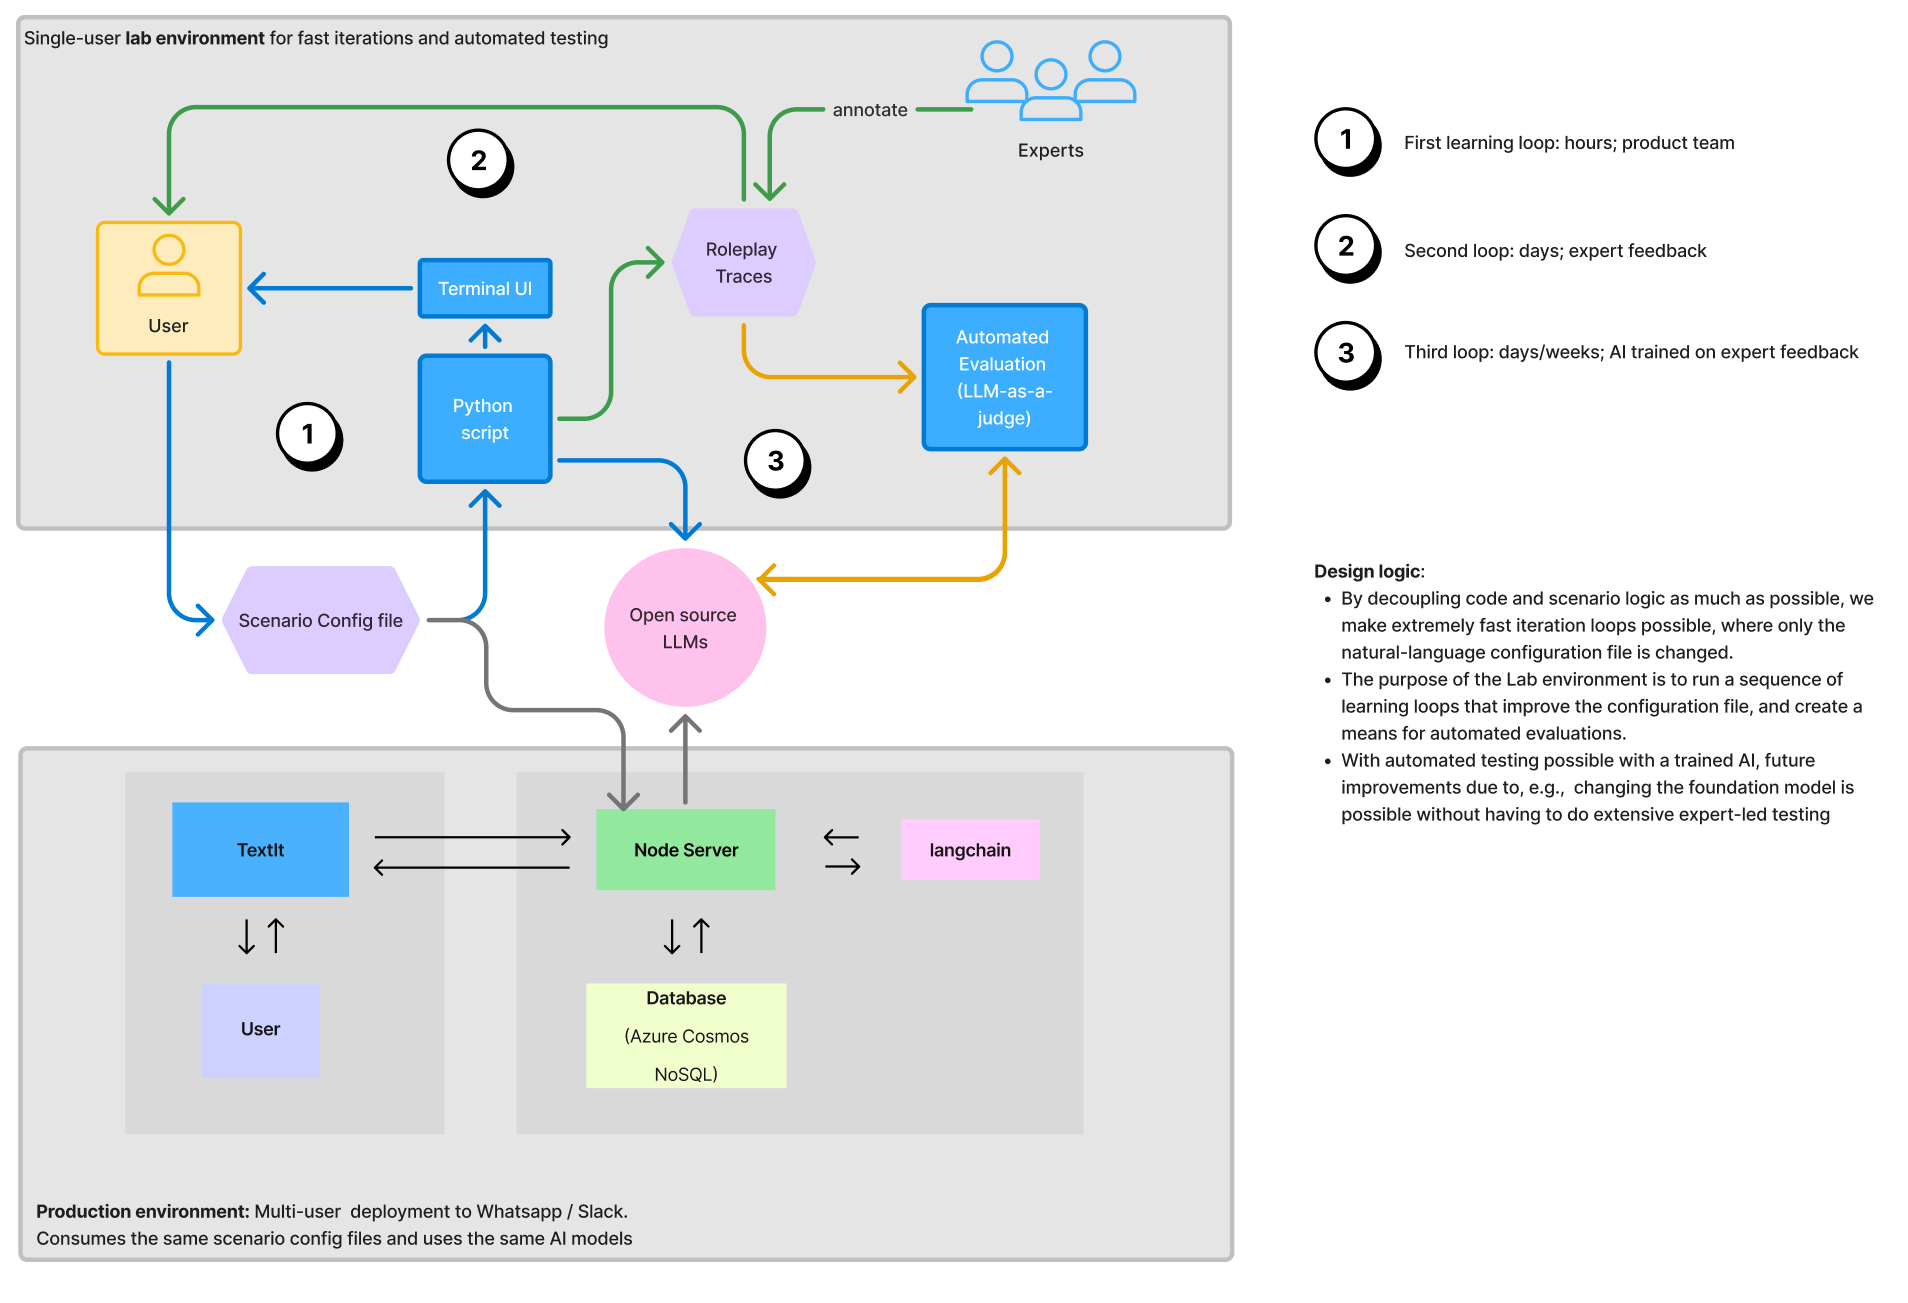 Single-user lab environment for fast iterations and automated testing
annotate
Experts
2
Roleplay
Traces
User
Terminal UI
Python
script
Automated
Evaluation
(LLM-as-a-
judge)
1
3
Scenario Config file
Open source
LLMs
TextIt
Node Server
langchain
User
Database
(Azure Cosmos
NoSQL)
Production environment: Multi-user  deployment to Whatsapp / Slack.
Consumes the same scenario config files and uses the same AI models
1 First learning loop: hours; product team
2 Second loop: days; expert feedback
3 Third loop: days/weeks; AI trained on expert feedback
Design logic:
• By decoupling code and scenario logic as much as possible, we
make extremely fast iteration loops possible, where only the
natural-language configuration file is changed.
• The purpose of the Lab environment is to run a sequence of
learning loops that improve the configuration file, and create a
means for automated evaluations.
• With automated testing possible with a trained AI, future
improvements due to, e.g.,  changing the foundation model is
possible without having to do extensive expert-led testing